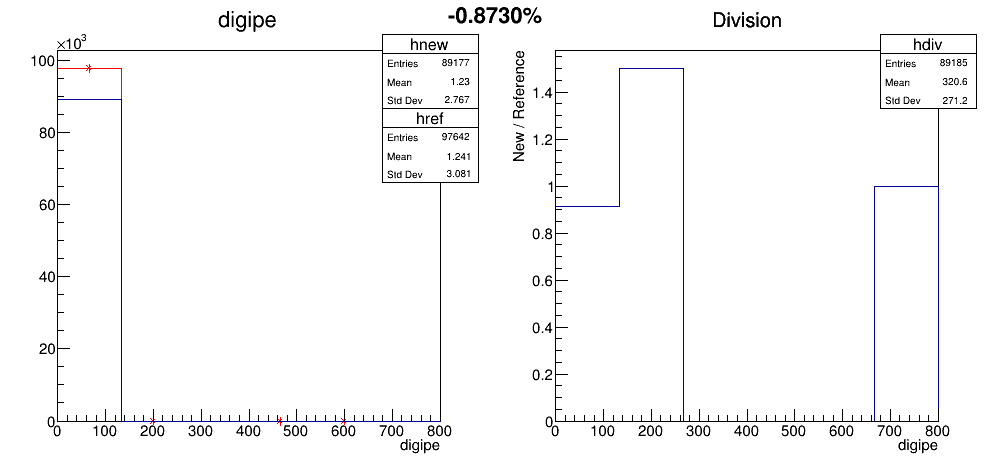 -0.8730%
digipe
×10³
hnew
Entries 89177
Mean 1.23
Std Dev 2.767
href
Entries 97642
Mean 1.241
Std Dev 3.081
100
80
60
40
20
0
0 100 200 300 400 500 600 700 800
digipe
Division
hdiv
Entries 89185
Mean 320.6
Std Dev 271.2
New / Reference
1.4
1.2
1
0.8
0.6
0.4
0.2
0
0 100 200 300 400 500 600 700 800
digipe